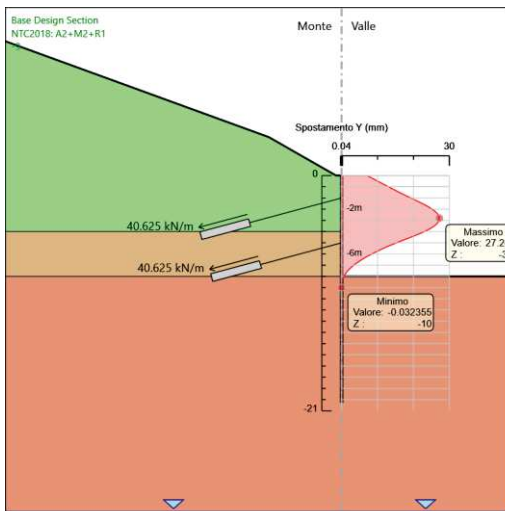 Base Design Section
NTC2018: A2+M2+R1
Monte Valle
Spostamento Y (mm)
0.04 30
0
-2m
40.625 kN/m
Massimo
Valore: 27.2
Z : -3
-6m
40.625 kN/m
Minimo
Valore: -0.032355
Z : -10
-21